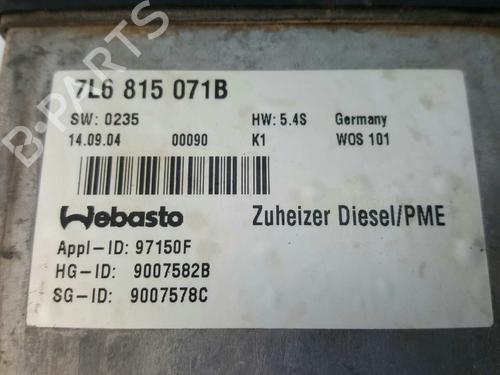 7L6 815 071B
SW: 0235 HW: 5.4S Germany
14.09.04 00090 K1 WOS 101
Webasto Zuheizer Diesel/PME
Appl-ID: 97150F
HG-ID: 9007582B
SG-ID: 9007578C
B-PARTS